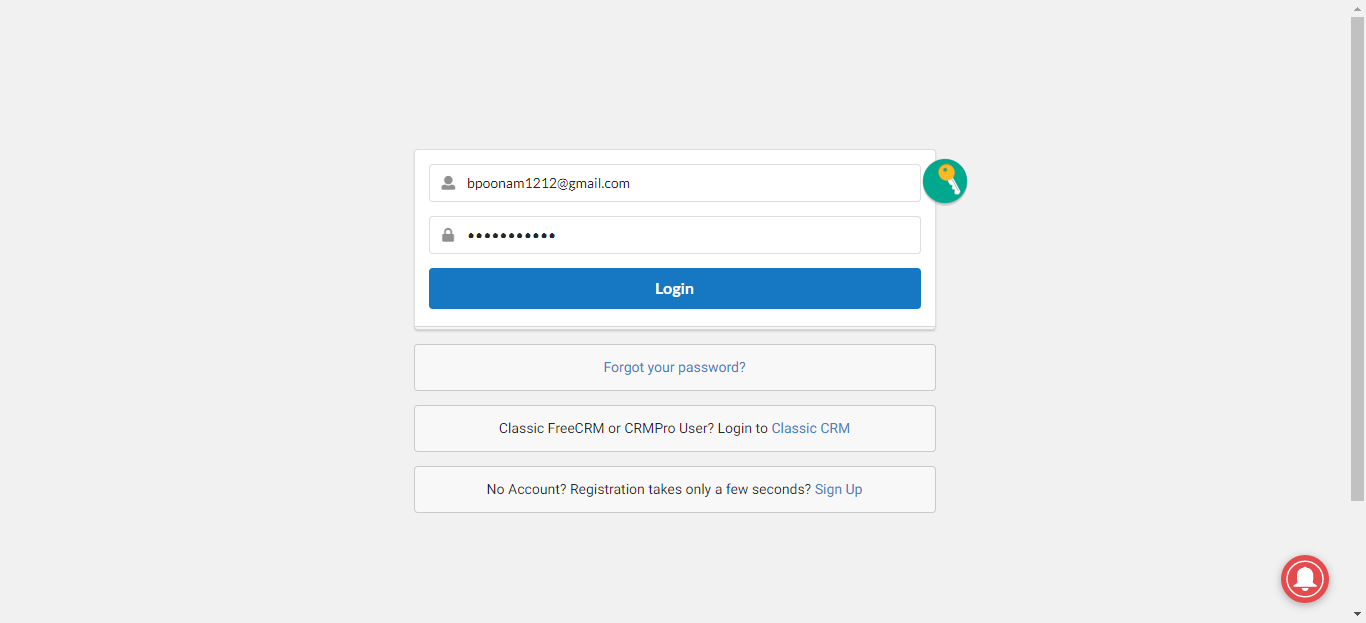 bpoonam1212@gmail.com
•••••••••••
Login
Forgot your password?
Classic FreeCRM or CRMPro User? Login to Classic CRM
No Account? Registration takes only a few seconds? Sign Up